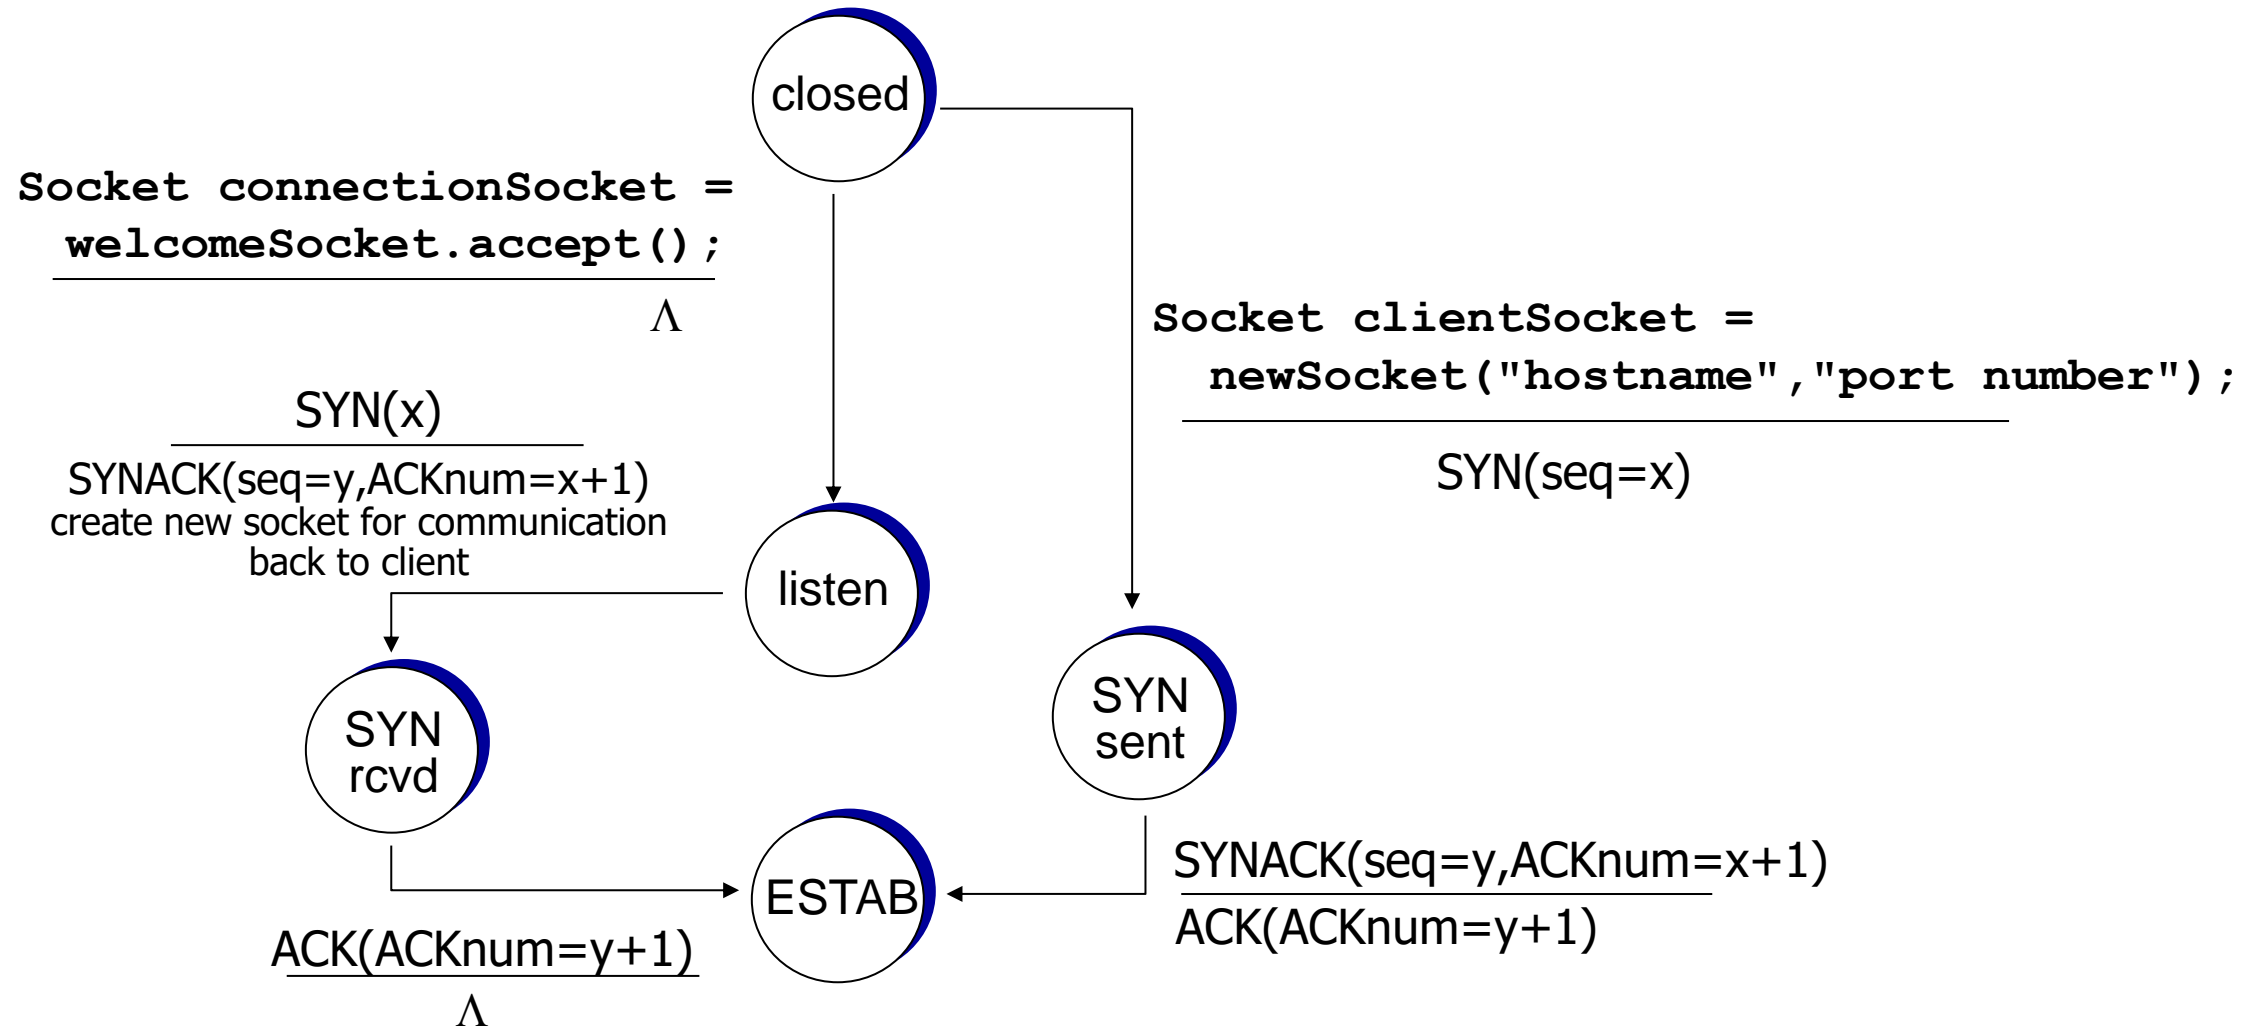 closed
Socket connectionSocket =
welcomeSocket.accept();
Λ
Socket clientSocket =
newSocket("hostname","port number");
SYN(seq=x)
SYN(x)
SYNACK(seq=y,ACKnum=x+1)
create new socket for communication
back to client
listen
SYN
rcvd
SYN
sent
ESTAB
SYNACK(seq=y,ACKnum=x+1)
ACK(ACKnum=y+1)
ACK(ACKnum=y+1)
Λ